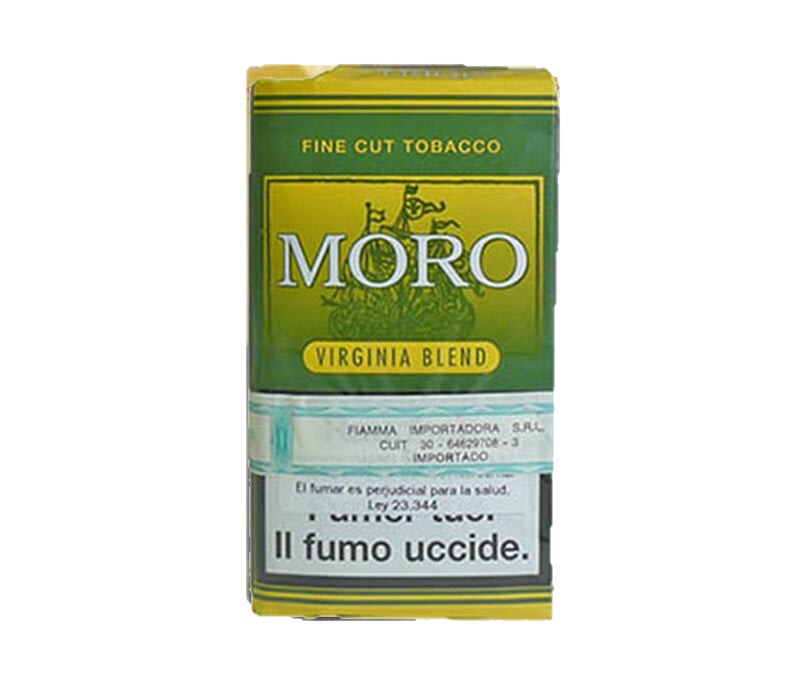 FINE CUT TOBACCO
MORO
VIRGINIA BLEND
FIAMMA IMPORTADORA S.R.L.
CUIT 30 - 64629708 - 3
IMPORTADO
El fumar es perjudicial para la salud.
Ley 23.344
Il fumo uccide.